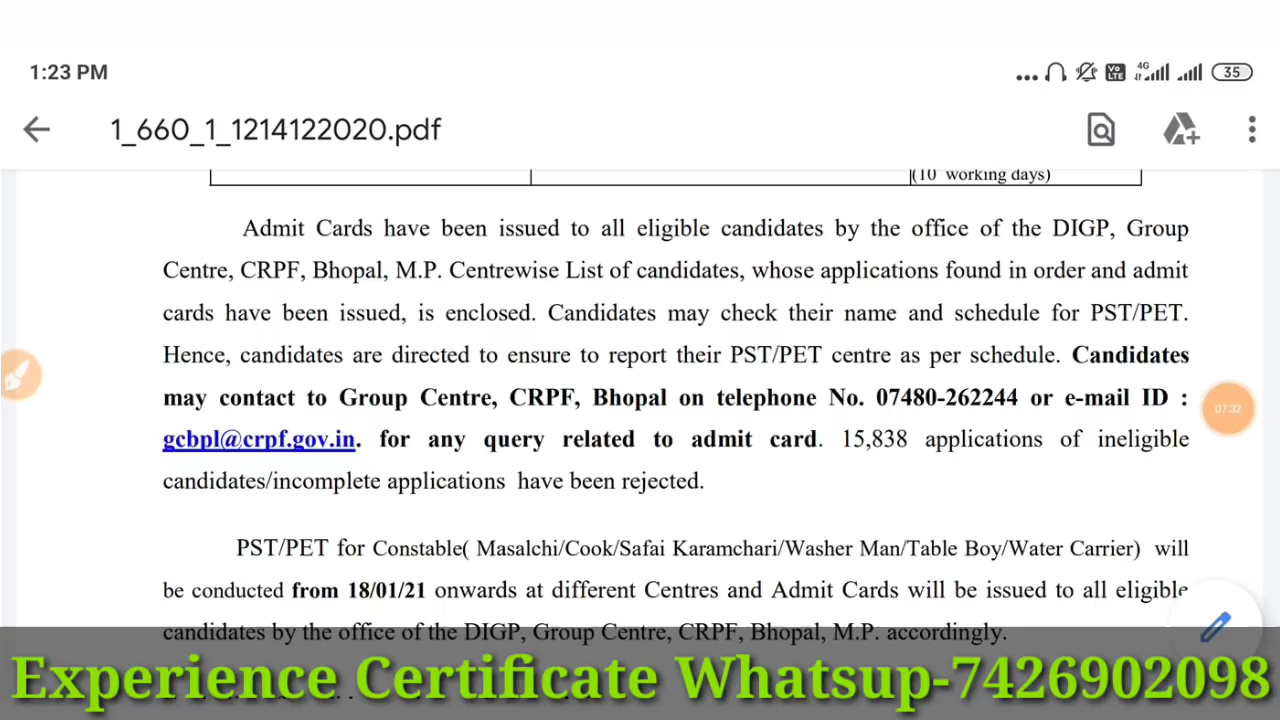 1:23 PM
4G
Vo LTE
35
1_660_1_1214122020.pdf
(10 working days)
Admit Cards have been issued to all eligible candidates by the office of the DIGP, Group
Centre, CRPF, Bhopal, M.P. Centrewise List of candidates, whose applications found in order and admit
cards have been issued, is enclosed. Candidates may check their name and schedule for PST/PET.
Hence, candidates are directed to ensure to report their PST/PET centre as per schedule. Candidates
may contact to Group Centre, CRPF, Bhopal on telephone No. 07480-262244 or e-mail ID :
07:32
gcbpl@crpf.gov.in. for any query related to admit card. 15,838 applications of ineligible
candidates/incomplete applications have been rejected.
PST/PET for Constable( Masalchi/Cook/Safai Karamchari/Washer Man/Table Boy/Water Carrier) will
be conducted from 18/01/21 onwards at different Centres and Admit Cards will be issued to all eligible
candidates by the office of the DIGP, Group Centre, CRPF, Bhopal, M.P. accordingly.
Experience Certificate Whatsup-7426902098